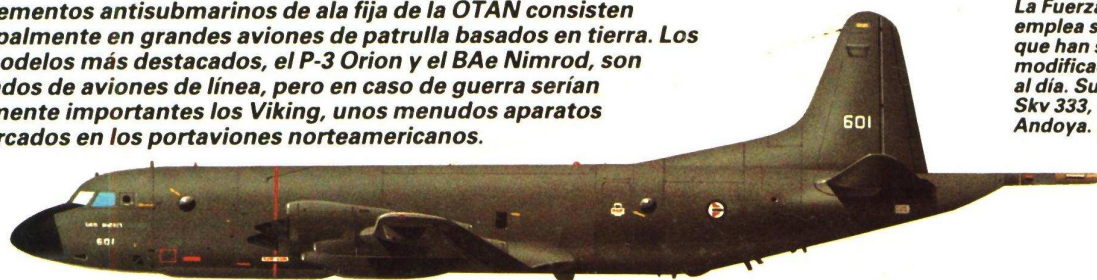 ementos antisubmarinos de ala fija de la OTAN consisten
palmente en grandes aviones de patrulla basados en tierra. Los
odelos más destacados, el P-3 Orion y el BAe Nimrod, son
ados de aviones de línea, pero en caso de guerra serían
mente importantes los Viking, unos menudos aparatos
rcados en los portaviones norteamericanos.
La Fuerza
emplea s
que han s
modifica
al día. Su
Skv 333,
Andoya.
601
601